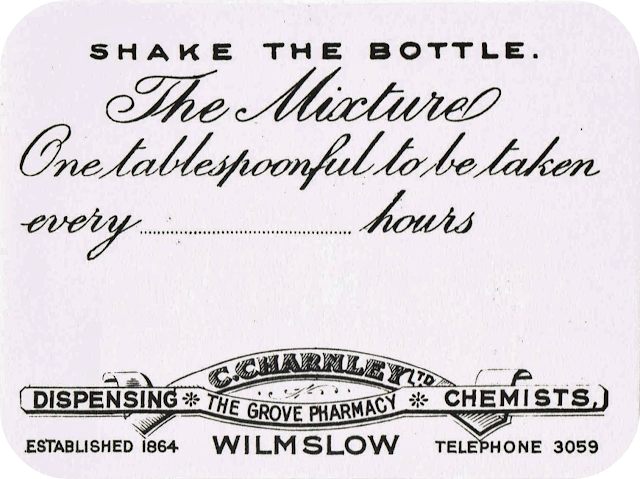 SHAKE THE BOTTLE.
The Mixture
One tablespoonful to be taken
every ........................................ hours
C. CHARNLEY LTD
DISPENSING * THE GROVE PHARMACY * CHEMISTS,
ESTABLISHED 1864 WILMSLOW TELEPHONE 3059